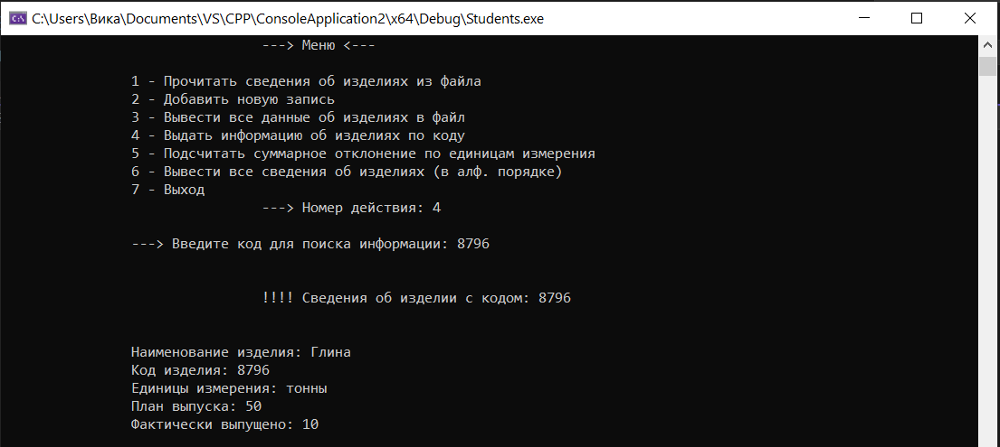 C:\Users\Вика\Documents\VS\CPP\ConsoleApplication2\x64\Debug\Students.exe
---> Меню <---
1 - Прочитать сведения об изделиях из файла
2 - Добавить новую запись
3 - Вывести все данные об изделиях в файл
4 - Выдать информацию об изделиях по коду
5 - Подсчитать суммарное отклонение по единицам измерения
6 - Вывести все сведения об изделиях (в алф. порядке)
7 - Выход
---> Номер действия: 4
---> Введите код для поиска информации: 8796
!!!! Сведения об изделии с кодом: 8796
Наименование изделия: Глина
Код изделия: 8796
Единицы измерения: тонны
План выпуска: 50
Фактически выпущено: 10